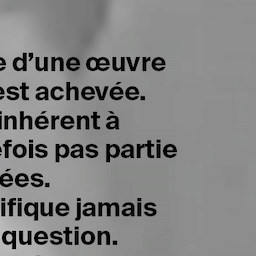 e d’une œuvre
est achevée.
inhérent à
efois pas partie
ées.
ifique jamais
question.